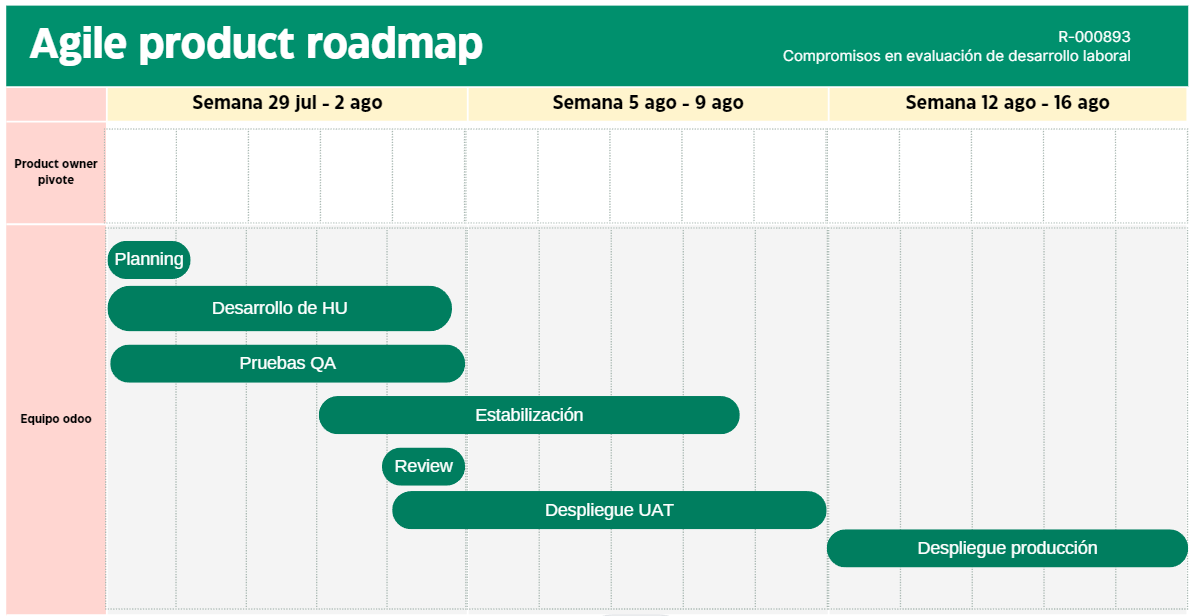 Agile product roadmap
R-000893
Compromisos en evaluación de desarrollo laboral
Semana 29 jul - 2 ago
Semana 5 ago - 9 ago
Semana 12 ago - 16 ago
Product owner
pivote
Planning
Desarrollo de HU
Pruebas QA
Estabilización
Equipo odoo
Review
Despliegue UAT
Despliegue producción